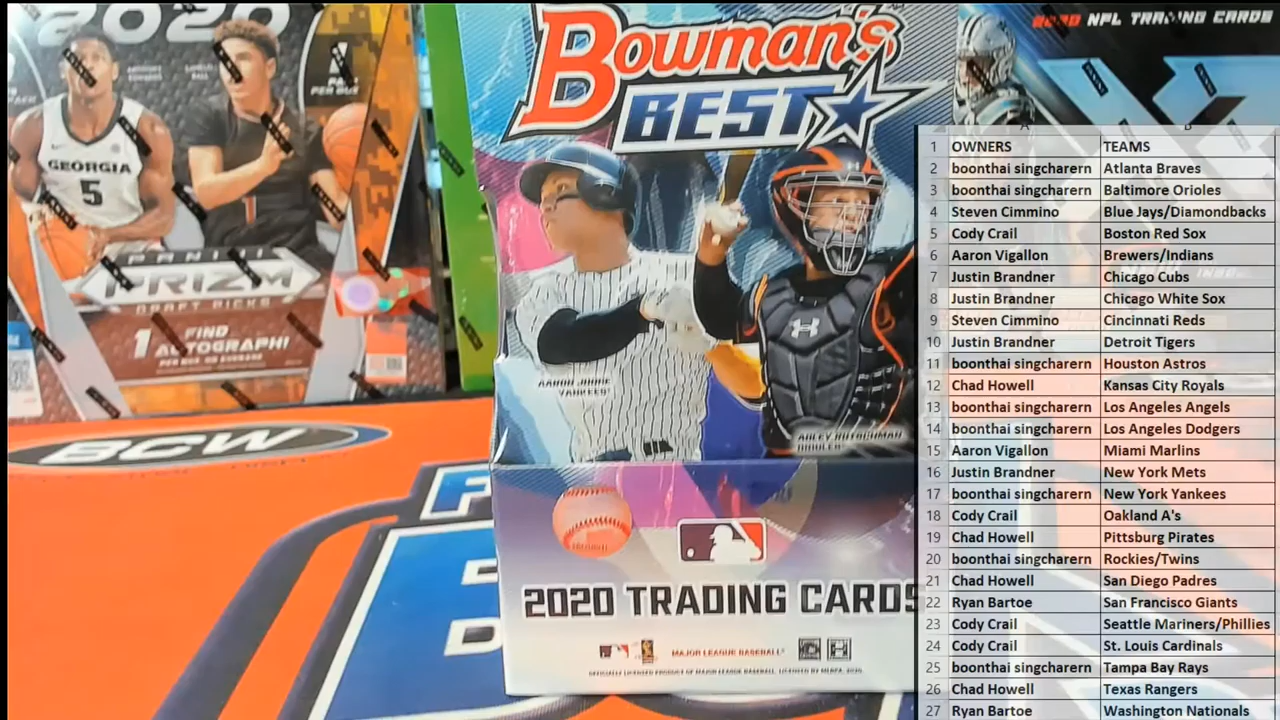 2020
ANTHONY EDWARDS
LAMELO BALL
PER BOX
GEORGIA
5
1
PANINI
PRIZM
DRAFT PICKS
1 FIND
AUTOGRAPH!
BCW
Bowman's
BEST
AARON JUDGE
YANKEES
ADLEY RUTSCHMAN
ORIOLES
2020 TRADING CARDS
MAJOR LEAGUE BASEBALL
2020 NFL TRADING CARDS
A B
1 OWNERS TEAMS
2 boonthai singcharern Atlanta Braves
3 boonthai singcharern Baltimore Orioles
4 Steven Cimmino Blue Jays/Diamondbacks
5 Cody Crail Boston Red Sox
6 Aaron Vigallon Brewers/Indians
7 Justin Brandner Chicago Cubs
8 Justin Brandner Chicago White Sox
9 Steven Cimmino Cincinnati Reds
10 Justin Brandner Detroit Tigers
11 boonthai singcharern Houston Astros
12 Chad Howell Kansas City Royals
13 boonthai singcharern Los Angeles Angels
14 boonthai singcharern Los Angeles Dodgers
15 Aaron Vigallon Miami Marlins
16 Justin Brandner New York Mets
17 boonthai singcharern New York Yankees
18 Cody Crail Oakland A's
19 Chad Howell Pittsburg Pirates
20 boonthai singcharern Rockies/Twins
21 Chad Howell San Diego Padres
22 Ryan Bartoe San Francisco Giants
23 Cody Crail Seattle Mariners/Phillies
24 Cody Crail St. Louis Cardinals
25 boonthai singcharern Tampa Bay Rays
26 Chad Howell Texas Rangers
27 Ryan Bartoe Washington Nationals